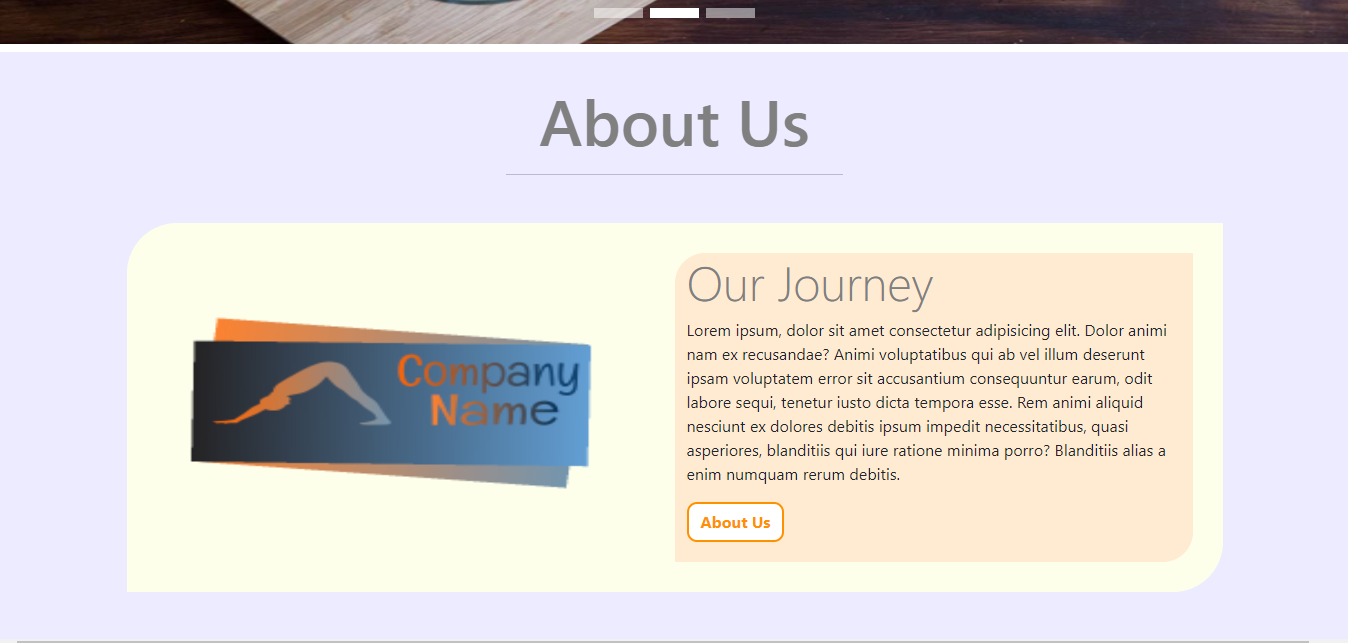 About Us
Company
Name
Our Journey
Lorem ipsum, dolor sit amet consectetur adipisicing elit. Dolor animi
nam ex recusandae? Animi voluptatibus qui ab vel illum deserunt
ipsam voluptatem error sit accusantium consequuntur earum, odit
labore sequi, tenetur iusto dicta tempora esse. Rem animi aliquid
nesciunt ex dolores debitis ipsum impedit necessitatibus, quasi
asperiores, blanditiis qui iure ratione minima porro? Blanditiis alias a
enim numquam rerum debitis.
About Us